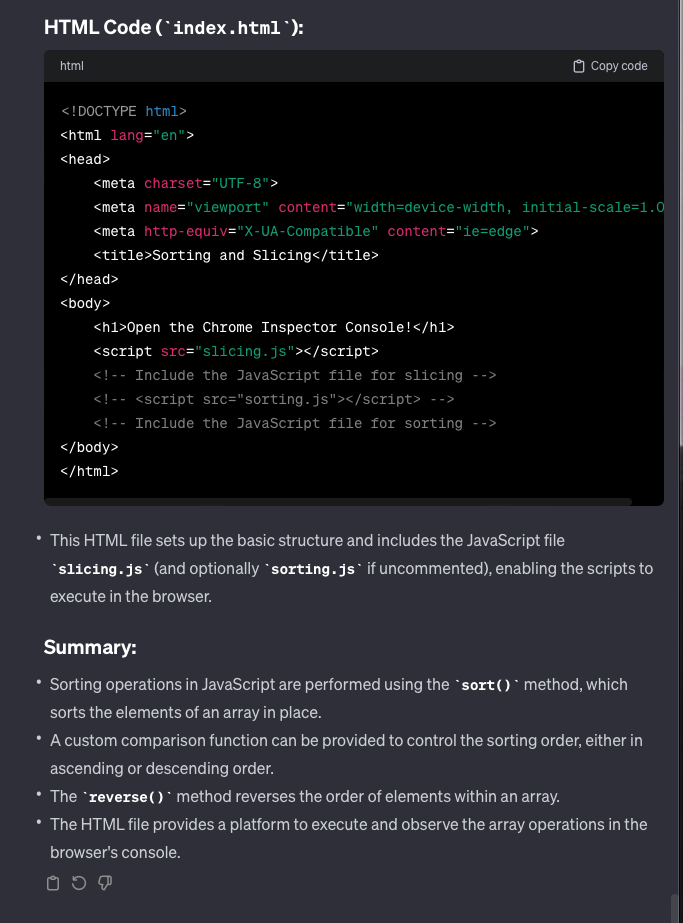 HTML Code (`index.html`):
html
Copy code
<!DOCTYPE html>
<html lang="en">
<head>
    <meta charset="UTF-8">
    <meta name="viewport" content="width=device-width, initial-scale=1.0
    <meta http-equiv="X-UA-Compatible" content="ie=edge">
    <title>Sorting and Slicing</title>
</head>
<body>
    <h1>Open the Chrome Inspector Console!</h1>
    <script src="slicing.js"></script>
    <!-- Include the JavaScript file for slicing -->
    <!-- <script src="sorting.js"></script> -->
    <!-- Include the JavaScript file for sorting -->
</body>
</html>
• This HTML file sets up the basic structure and includes the JavaScript file
`slicing.js` (and optionally `sorting.js` if uncommented), enabling the scripts to
execute in the browser.
Summary:
• Sorting operations in JavaScript are performed using the `sort()` method, which
sorts the elements of an array in place.
• A custom comparison function can be provided to control the sorting order, either in
ascending or descending order.
• The `reverse()` method reverses the order of elements within an array.
• The HTML file provides a platform to execute and observe the array operations in the
browser's console.